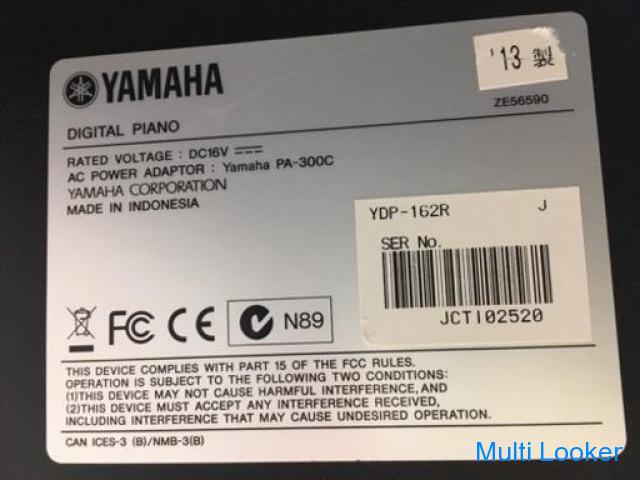 YAMAHA
'13 製
ZE56590
DIGITAL PIANO
RATED VOLTAGE : DC16V ⎓
AC POWER ADAPTOR : Yamaha PA-300C
YAMAHA CORPORATION
MADE IN INDONESIA
YDP-162R J
SER No.
JCTI02520
FC CE N89
THIS DEVICE COMPLIES WITH PART 15 OF THE FCC RULES.
OPERATION IS SUBJECT TO THE FOLLOWING TWO CONDITIONS:
(1)THIS DEVICE MAY NOT CAUSE HARMFUL INTERFERENCE, AND
(2)THIS DEVICE MUST ACCEPT ANY INTERFERENCE RECEIVED,
INCLUDING INTERFERENCE THAT MAY CAUSE UNDESIRED OPERATION.
CAN ICES-3 (B)/NMB-3(B)
Multi Looker